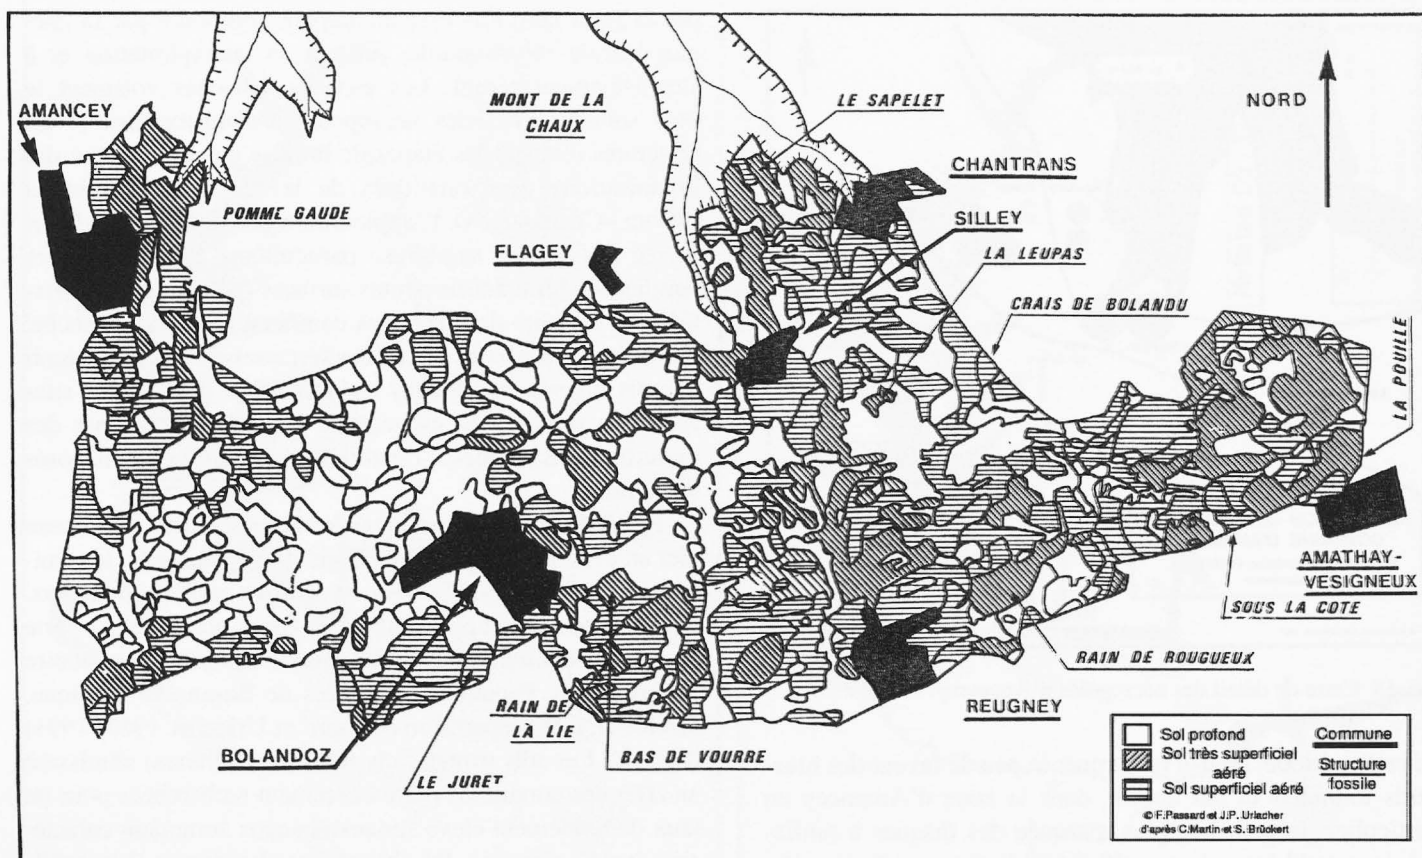 AMANCEY
MONT DE LA
CHAUX
LE SAPELET
NORD
CHANTRANS
POMME GAUDE
SILLEY
FLAGEY
LA LEUPAS
CRAIS DE BOLANDU
LA POUILLE
AMATHAY-
VESIGNEUX
SOUS LA COTE
RAIN DE ROUGUEUX
REUGNEY
RAIN DE
LA LIE
BAS DE VOURRE
BOLANDOZ
LE JURET
Sol profond
Sol très superficiel
aéré
Sol superficiel aéré
Commune
Structure
fossile
© F.Passard et J.P. Urlacher
d'après C.Martin et S. Brückert